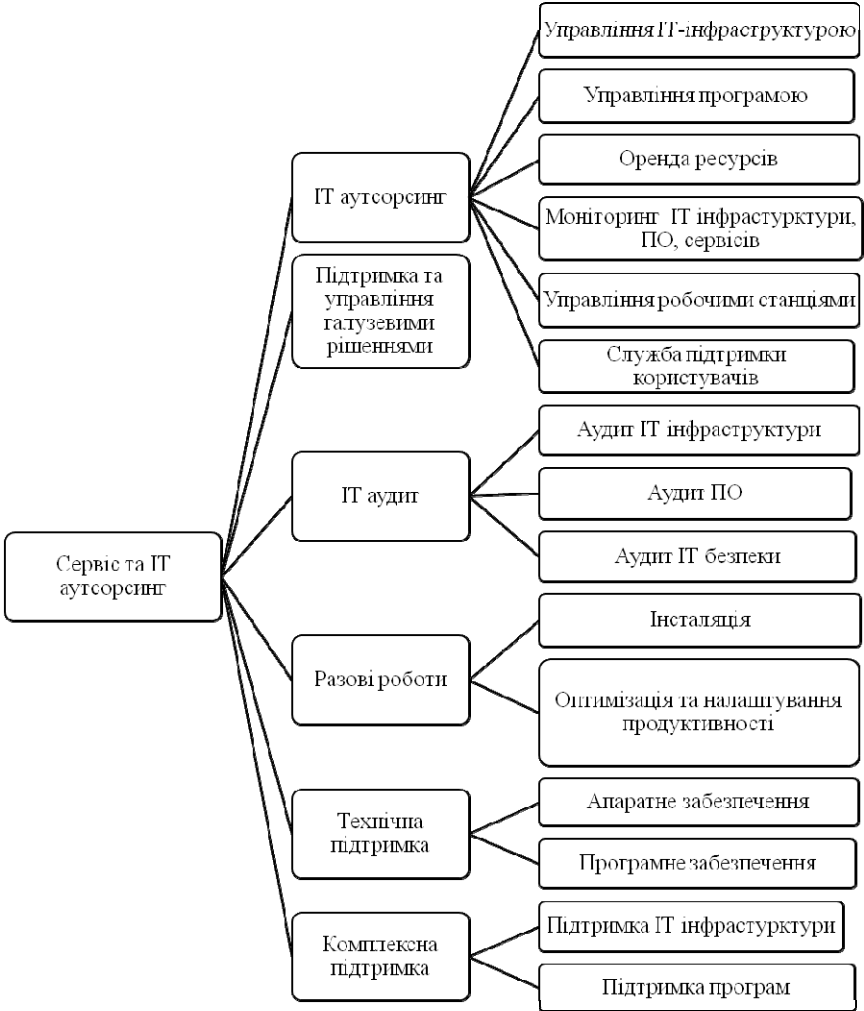 Сервіс та ІТ
аутсорсинг
ІТ аутсорсинг
Управління ІТ-інфраструктурою
Управління програмою
Оренда ресурсів
Моніторинг ІТ інфрастурктури,
ПО, сервісів
Управління робочими станціями
Служба підтримки
користувачів
Підтримка та
управління
галузевими
рішеннями
ІТ аудит
Аудит ІТ інфраструктури
Аудит ПО
Аудит ІТ безпеки
Разові роботи
Інсталяція
Оптимізація та налаштування
продуктивності
Технічна
підтримка
Апаратне забезпечення
Програмне забезпечення
Комплексна
підтримка
Підтримка ІТ інфрастурктури
Підтримка програм